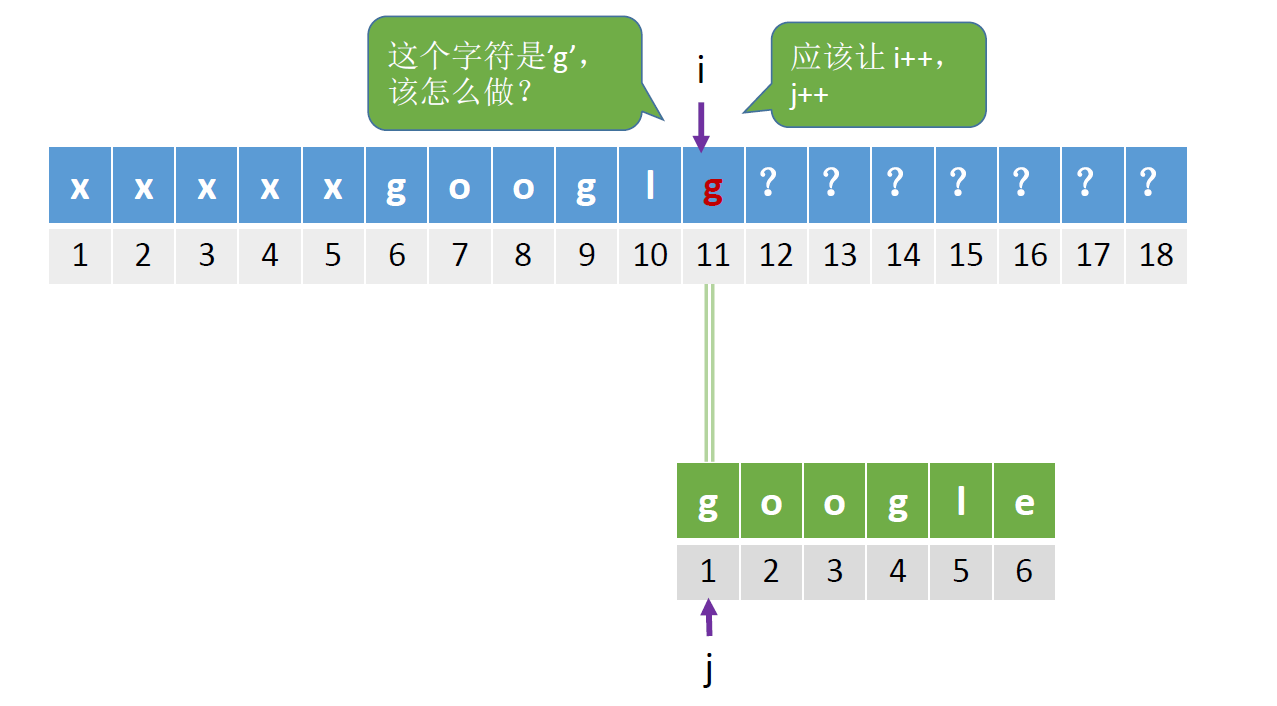 这个字符是’g’，
该怎么做？
i
应该让 i++，
j++
x x x x x g o o g l g ？ ？ ？ ？ ？ ？ ？
1 2 3 4 5 6 7 8 9 10 11 12 13 14 15 16 17 18
g o o g l e
1 2 3 4 5 6
j